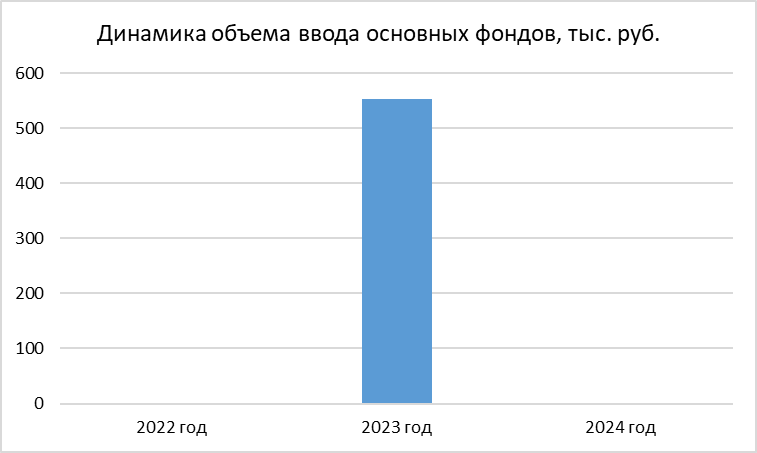 Динамика объема ввода основных фондов, тыс. руб.
600
500
400
300
200
100
0
2022 год
2023 год
2024 год